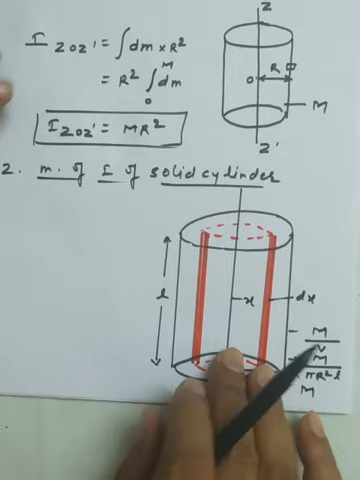 I zoz' = ∫dm × R²
= R² ∫₀ᴹ dm
I zoz' = MR²
Z
O
R
M
Z'
2. m. of I of solid cylinder
l
x
dx
M
V
M
πR²l
M